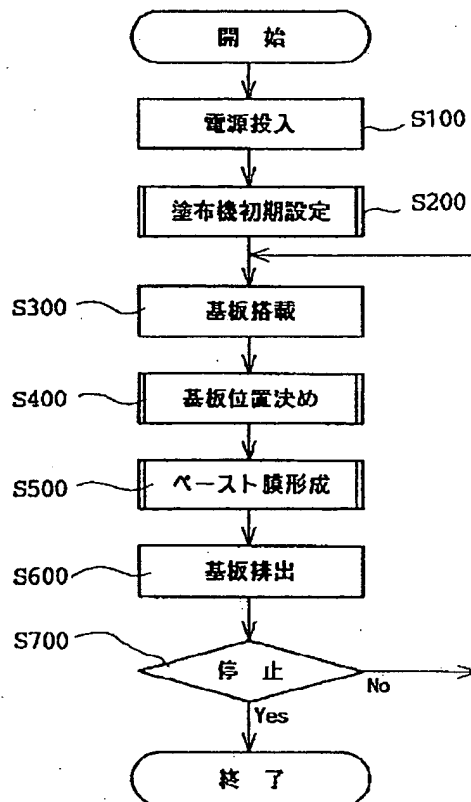 開 始
電源投入 S100
塗布機初期設定 S200
S300 基板搭載
S400 基板位置決め
S500 ペースト膜形成
S600 基板排出
S700 停 止
No
Yes
終 了